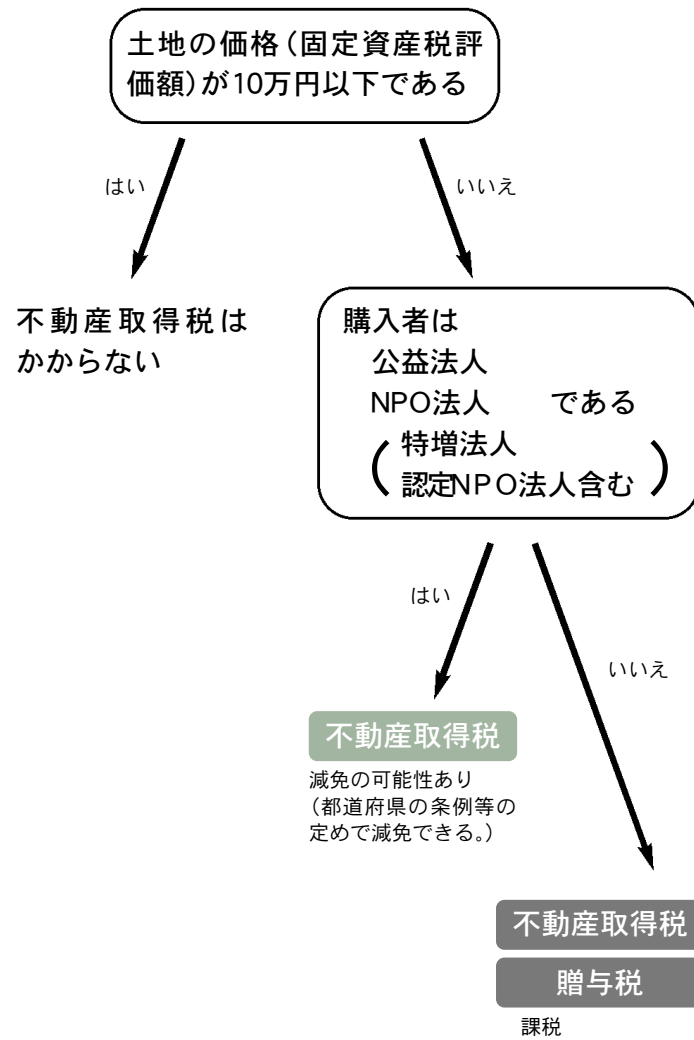 土地の価格（固定資産税評
価額）が10万円以下である
はい
いいえ
不動産取得税は
かからない
購入者は
公益法人
NPO法人　である
（特増法人
認定NPO法人含む）
はい
いいえ
不動産取得税
減免の可能性あり
（都道府県の条例等の
定めで減免できる。）
不動産取得税
贈与税
課税